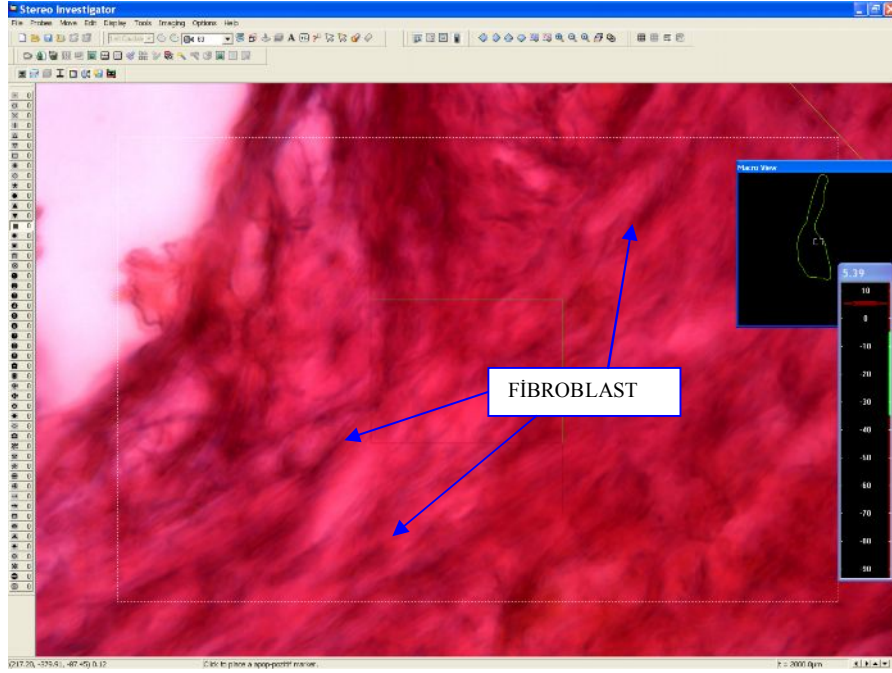 Stereo Investigator
File Probes Move Edit Display Tools Imaging Options Help
Macro View
5.39
10
0
-10
-20
-30
-40
-50
-60
-70
-80
-90
FİBROBLAST
Click to place a apop-pozitif marker.